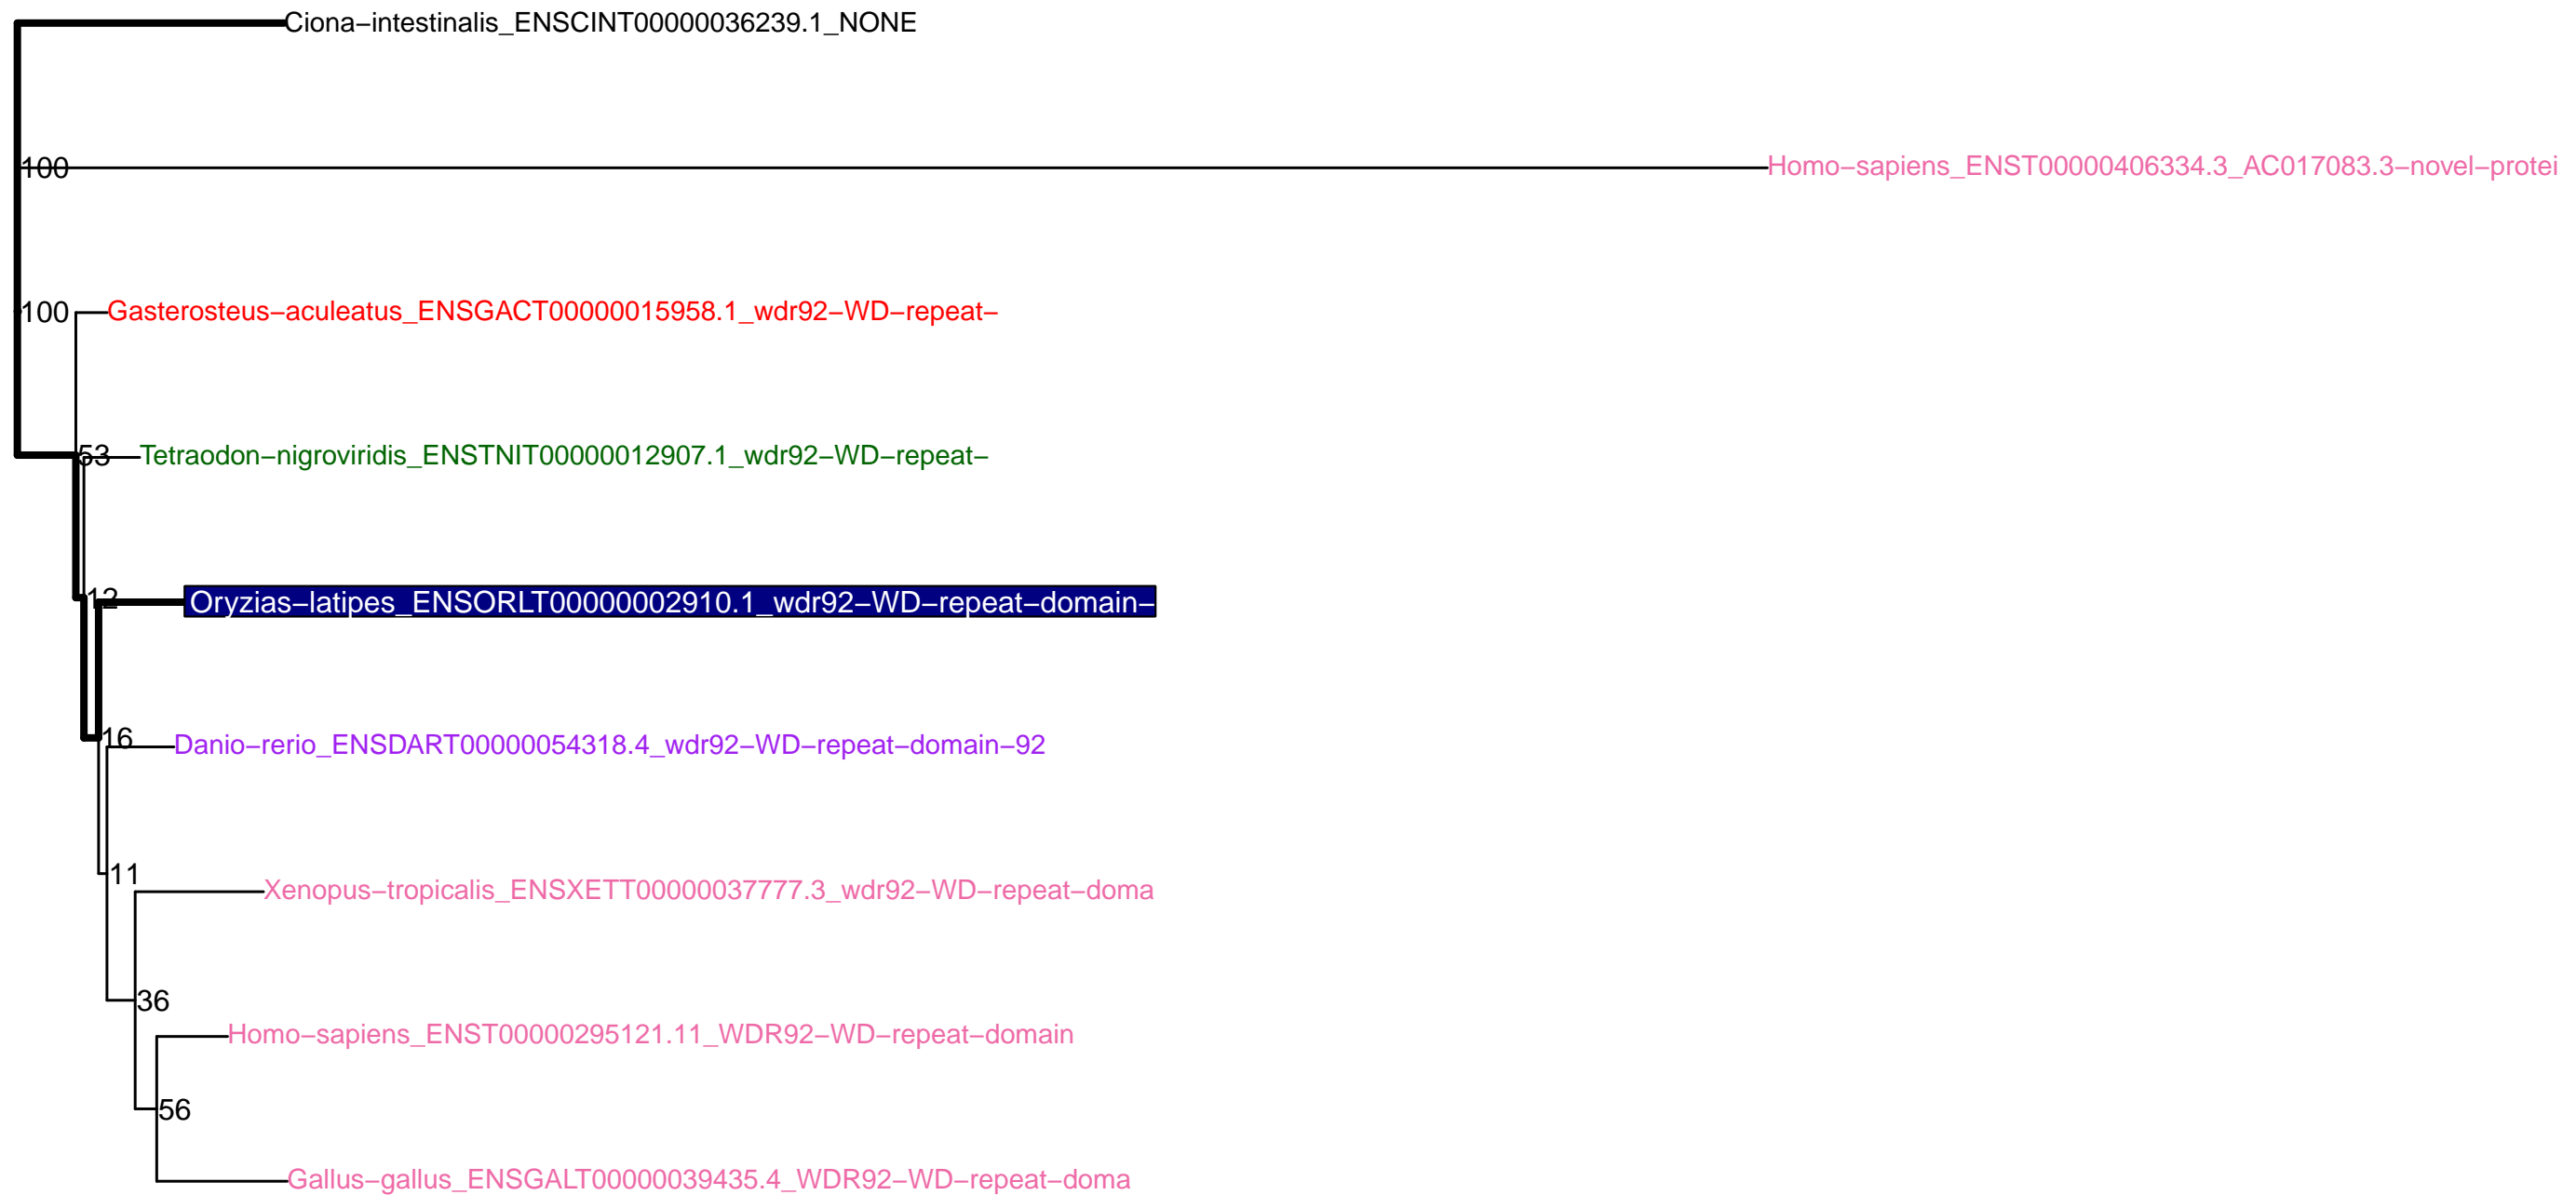 Ciona−intestinalis_ENSCINT00000036239.1_NONE
100
Homo−sapiens_ENST00000406334.3_AC017083.3−novel−protei
100
Gasterosteus−aculeatus_ENSGACT00000015958.1_wdr92−WD−repeat−
53
Tetraodon−nigroviridis_ENSTNIT00000012907.1_wdr92−WD−repeat−
12
Oryzias−latipes_ENSORLT00000002910.1_wdr92−WD−repeat−domain−
16
Danio−rerio_ENSDART00000054318.4_wdr92−WD−repeat−domain−92
11
Xenopus−tropicalis_ENSXETT00000037777.3_wdr92−WD−repeat−doma
36
Homo−sapiens_ENST00000295121.11_WDR92−WD−repeat−domain
56
Gallus−gallus_ENSGALT00000039435.4_WDR92−WD−repeat−doma